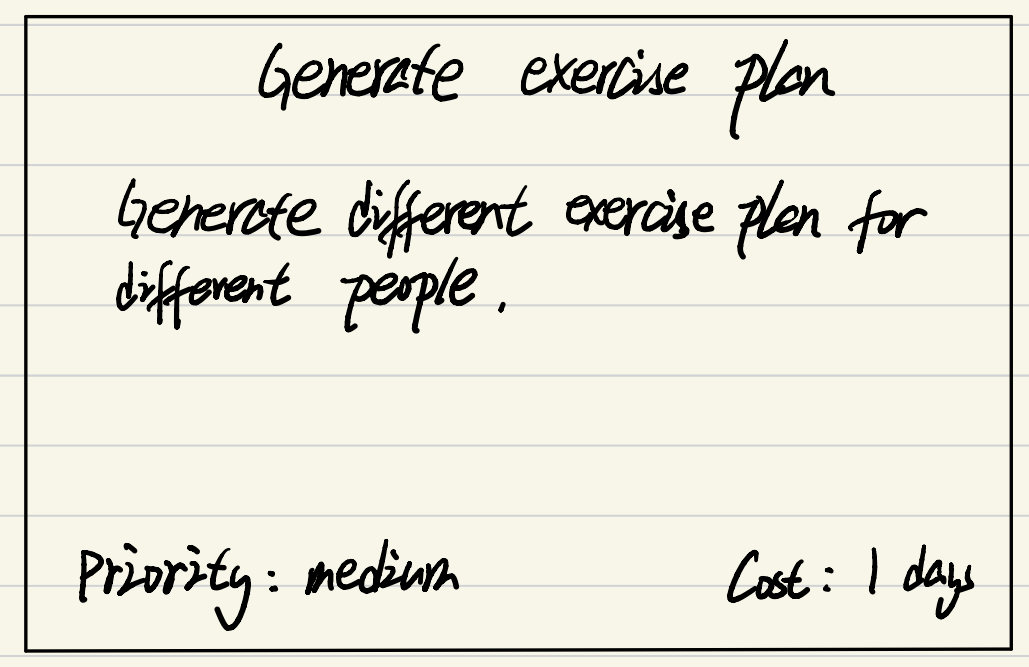 Generate exercise plan
Generate different exercise plan for
different people.
Priority: medium
Cost: 1 days